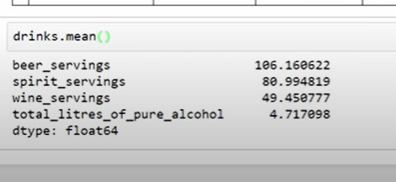 drinks.mean()
beer_servings 106.160622
spirit_servings 80.994819
wine_servings 49.450777
total_litres_of_pure_alcohol 4.717098
dtype: float64